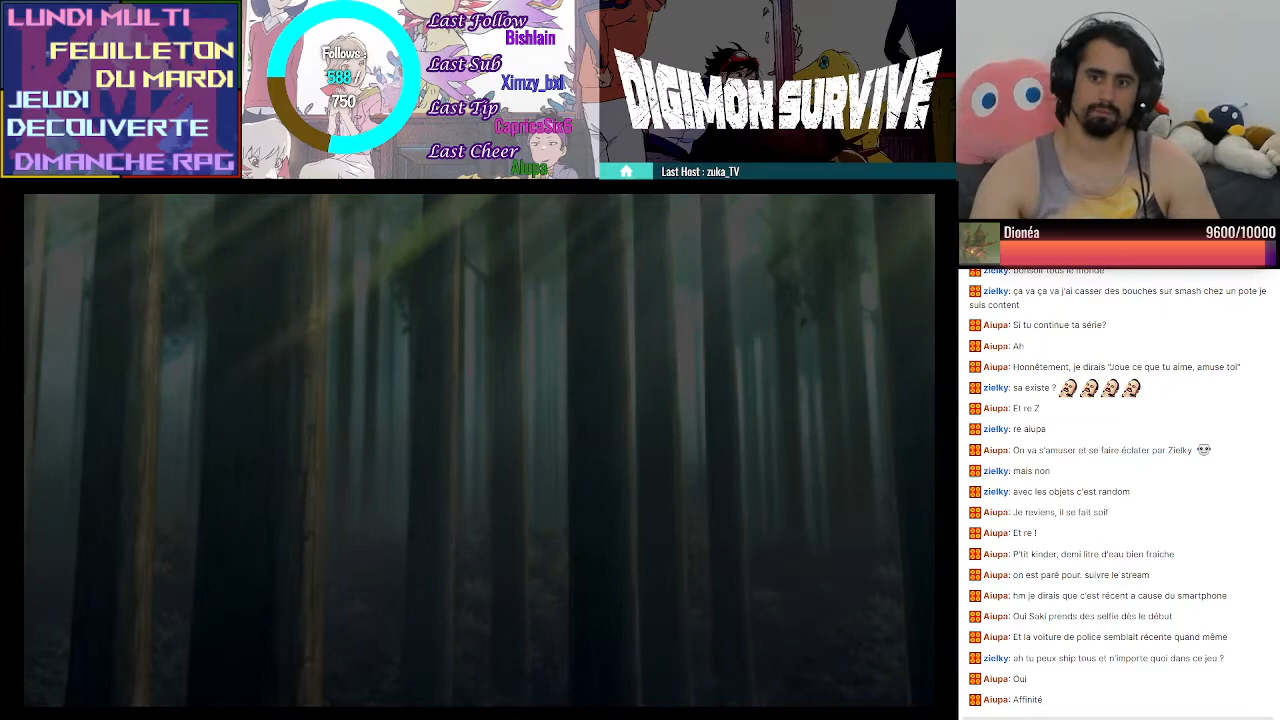 LUNDI MULTI
FEUILLETON
DU MARDI
JEUDI
DECOUVERTE
DIMANCHE RPG
Follows :
588 /
750
Last Follow
Bishlain
Last Sub
Ximzy_bxl
Last Tip
CapricaSix6
Last Cheer
Aiupa
DIGIMON SURVIVE
Last Host : zuka_TV
Dionéa 9600/10000
zielky: bonsoir tous le monde
zielky: ça va ça va j'ai casser des bouches sur smash chez un pote je
suis content
Aiupa: Si tu continue ta série?
Aiupa: Ah
Aiupa: Honnêtement, je dirais "Joue ce que tu aime, amuse toi"
zielky: sa existe ?
Aiupa: Et re Z
zielky: re aiupa
Aiupa: On va s'amuser et se faire éclater par Zielky
zielky: mais non
zielky: avec les objets c'est random
Aiupa: Je reviens, il se fait soif
Aiupa: Et re !
Aiupa: P'tit kinder, demi litre d'eau bien fraiche
Aiupa: on est paré pour. suivre le stream
Aiupa: hm je dirais que c'est récent a cause du smartphone
Aiupa: Oui Saki prends des selfie dès le début
Aiupa: Et la voiture de police semblait récente quand même
zielky: ah tu peux ship tous et n'importe quoi dans ce jeu ?
Aiupa: Oui
Aiupa: Affinité